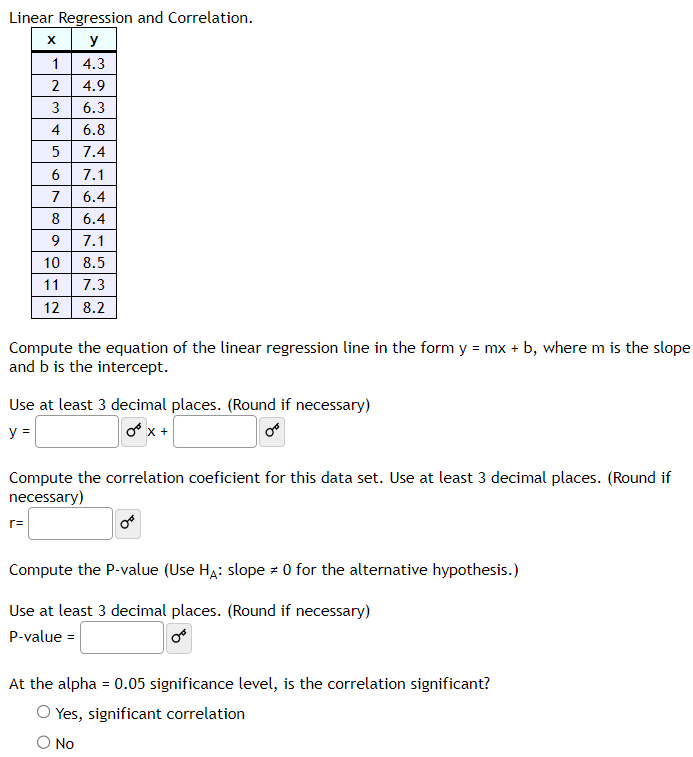 Linear Regression and Correlation.
x y
1 4.3
2 4.9
3 6.3
4 6.8
5 7.4
6 7.1
7 6.4
8 6.4
9 7.1
10 8.5
11 7.3
12 8.2
Compute the equation of the linear regression line in the form y = mx + b, where m is the slope
and b is the intercept.
Use at least 3 decimal places. (Round if necessary)
y = x +
Compute the correlation coeficient for this data set. Use at least 3 decimal places. (Round if
necessary)
r=
Compute the P-value (Use H_A: slope ≠ 0 for the alternative hypothesis.)
Use at least 3 decimal places. (Round if necessary)
P-value =
At the alpha = 0.05 significance level, is the correlation significant?
Yes, significant correlation
No